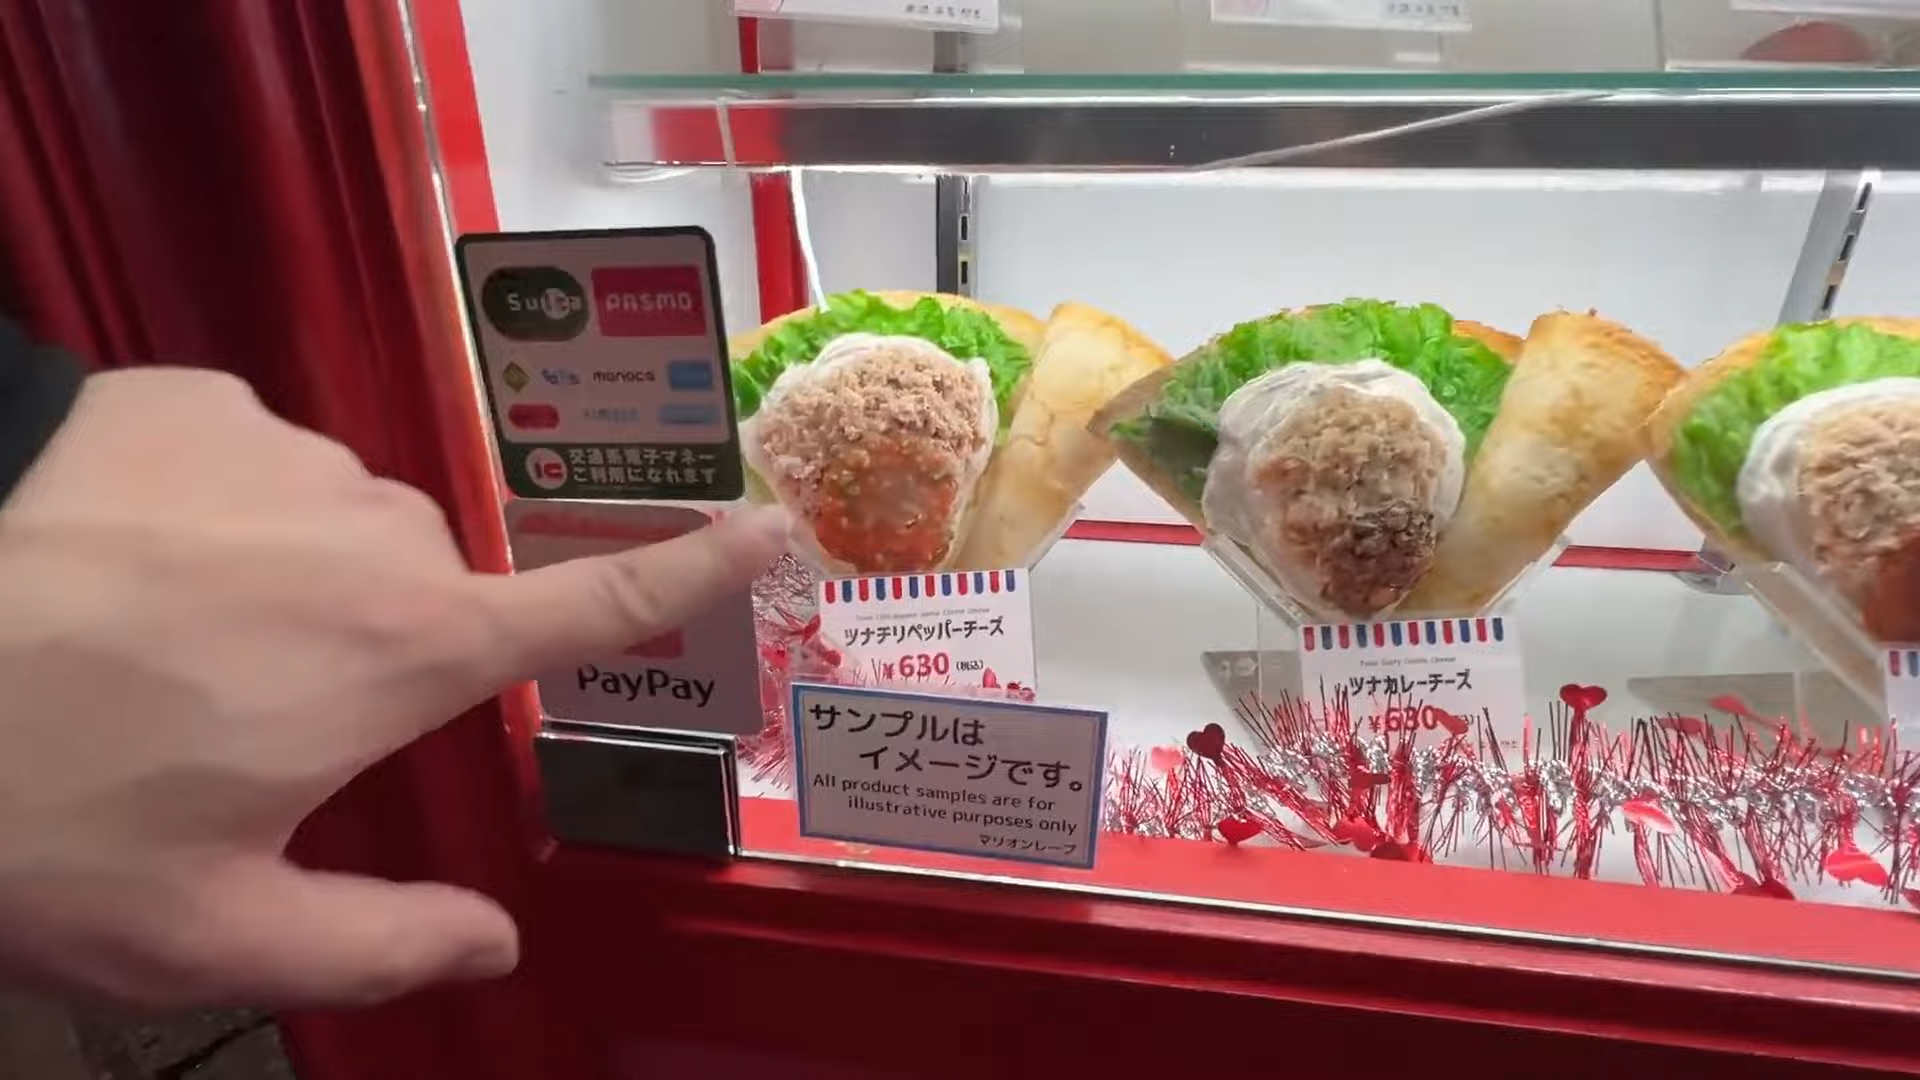 Suica
PASMO
manaca
IC
交通系電子マネー
ご利用になれます
PayPay
ツナチリペッパーチーズ
¥630(税込)
ツナカレーチーズ
¥630
サンプルは
イメージです。
All product samples are for
illustrative purposes only
マリオンクレープ